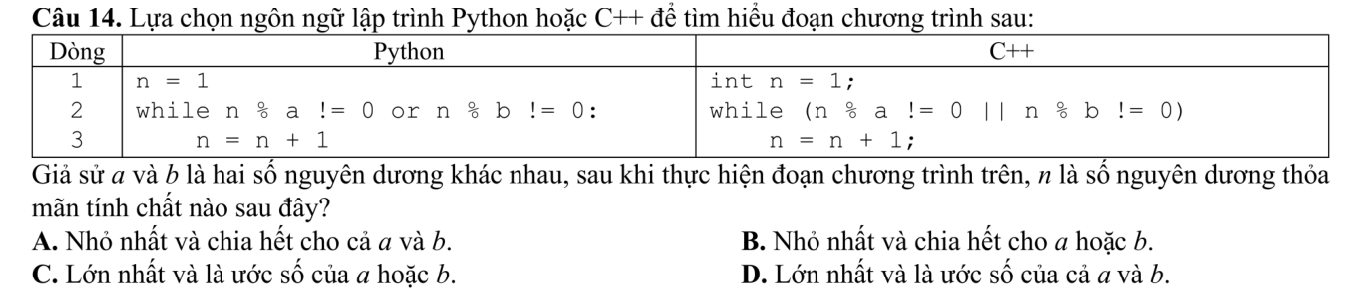 Câu 14. Lựa chọn ngôn ngữ lập trình Python hoặc C++ để tìm hiểu đoạn chương trình sau:
Dòng Python C++
1 n = 1 int n = 1;
2 while n % a != 0 or n % b != 0: while (n % a != 0 || n % b != 0)
3 n = n + 1 n = n + 1;
Giả sử a và b là hai số nguyên dương khác nhau, sau khi thực hiện đoạn chương trình trên, n là số nguyên dương thỏa
mãn tính chất nào sau đây?
A. Nhỏ nhất và chia hết cho cả a và b. B. Nhỏ nhất và chia hết cho a hoặc b.
C. Lớn nhất và là ước số của a hoặc b. D. Lớn nhất và là ước số của cả a và b.